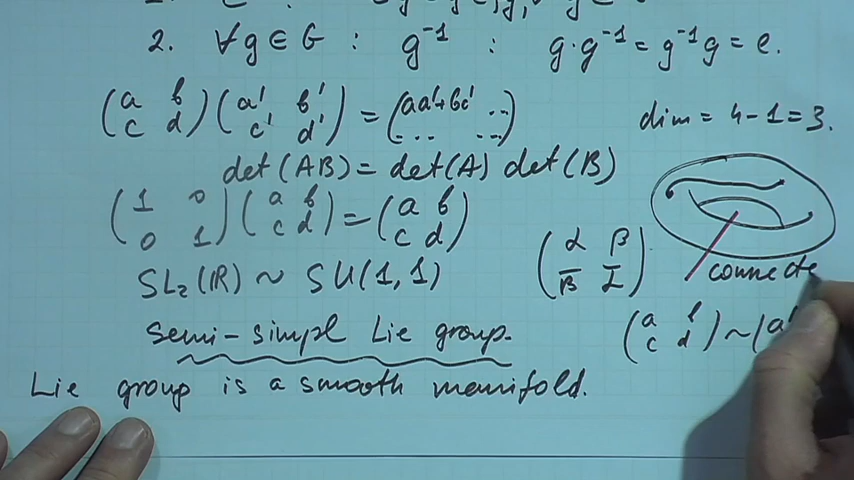 2. ∀g ∈ G : g⁻¹ : g·g⁻¹ = g⁻¹g = e.
(a b c d)(a' b' c' d') = (aa'+bc' ... ... ...)
dim = 4-1=3.
det(AB) = det(A) det(B)
(1 0 0 1)(a b c d) = (a b c d)
(α β β̄ ᾱ)
SL₂(ℝ) ~ SU(1,1)
connecte
semi-simpl Lie group.
(a b c d) ~ (a'
Lie group is a smooth manifold.